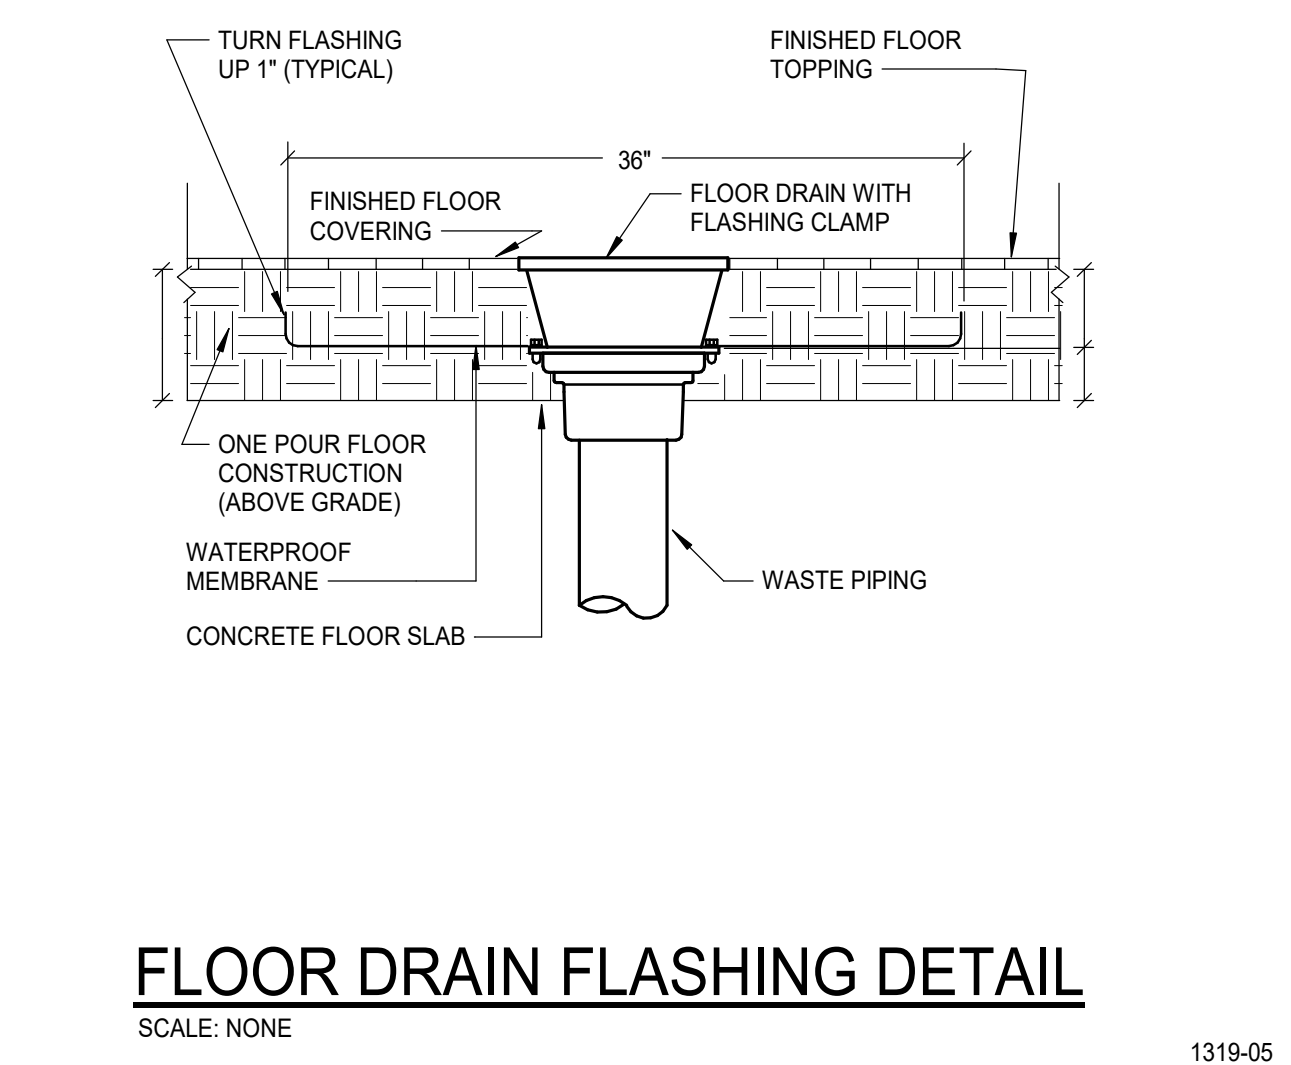 TURN FLASHING
UP 1" (TYPICAL)
FINISHED FLOOR
TOPPING
36"
FINISHED FLOOR
COVERING
FLOOR DRAIN WITH
FLASHING CLAMP
ONE POUR FLOOR
CONSTRUCTION
(ABOVE GRADE)
WATERPROOF
MEMBRANE
WASTE PIPING
CONCRETE FLOOR SLAB
FLOOR DRAIN FLASHING DETAIL
SCALE: NONE
1319-05